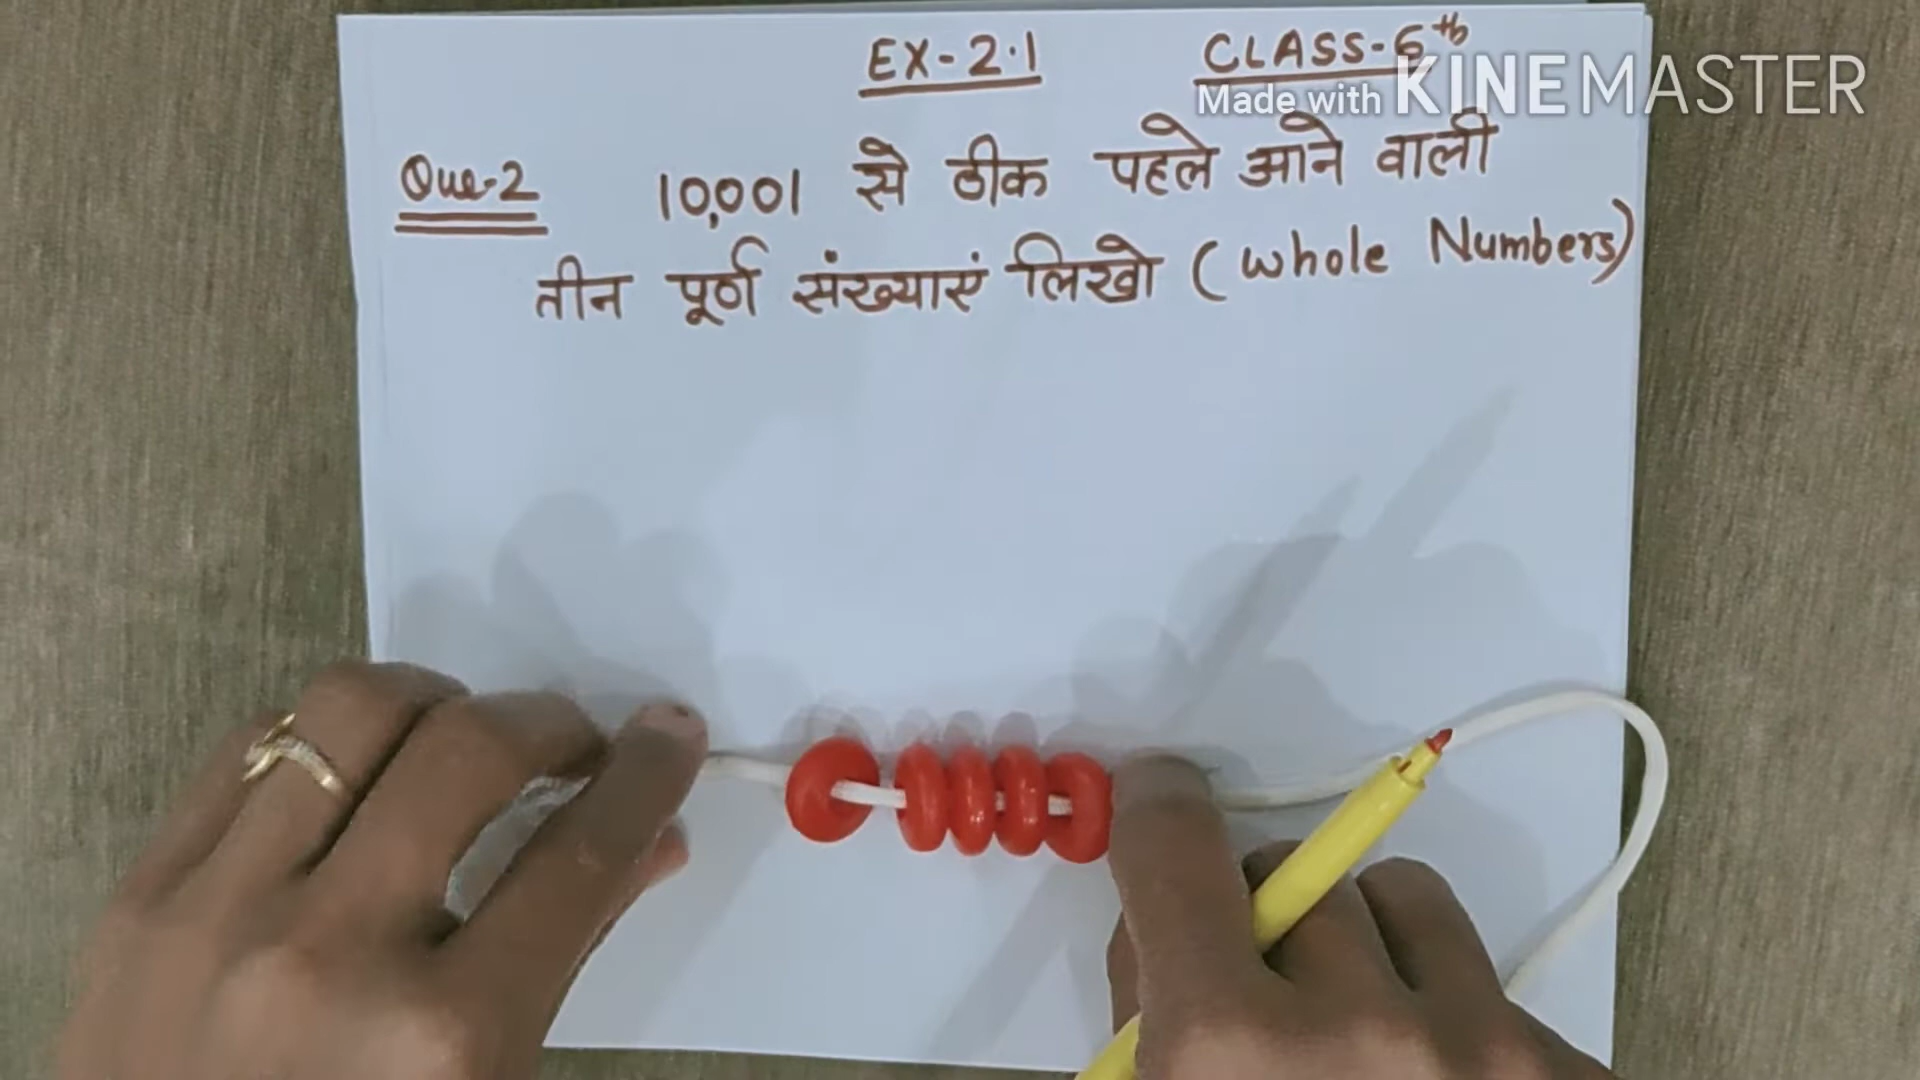 EX-2.1 CLASS-6th
Made with KINEMASTER
Que-2 10,001 से ठीक पहले आने वाली
तीन पूर्ण संख्याएं लिखो (Whole Numbers)